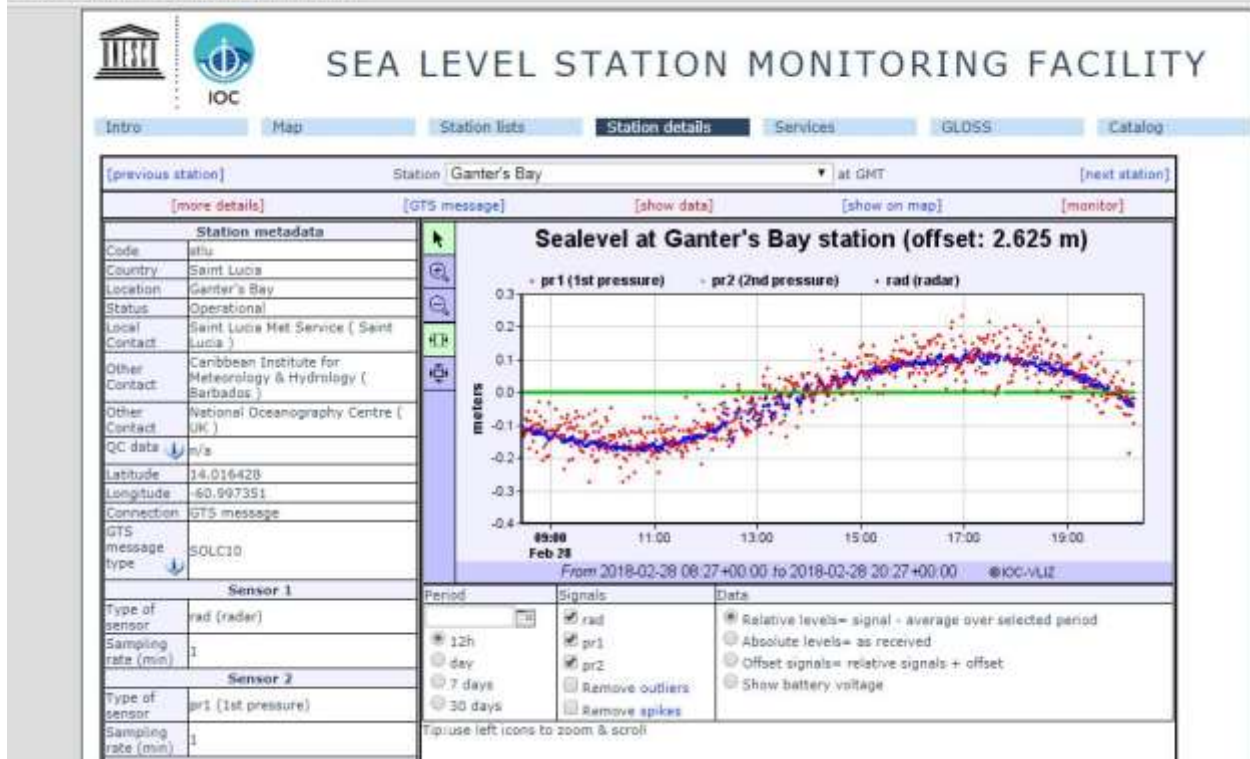 UNESCO
IOC
SEA LEVEL STATION MONITORING FACILITY
Intro Map Station lists Station details Services GLOSS Catalog
[previous station] Station Ganter's Bay at GMT [next station]
[more details] [GTS message] [show data] [show on map] [monitor]
Station metadata
Code stlu
Country Saint Lucia
Location Ganter's Bay
Status Operational
Local Contact Saint Lucia Met Service ( Saint
Lucia )
Other Contact Caribbean Institute for
Meteorology & Hydrology (
Barbados )
Other Contact National Oceanography Centre (
UK )
QC data n/a
Latitude 14.016428
Longitude -60.997351
Connection GTS message
GTS
message
type SOLC10
Sensor 1
Type of
sensor rad (radar)
Sampling
rate (min) 1
Sensor 2
Type of
sensor pr1 (1st pressure)
Sampling
rate (min) 1
Sealevel at Ganter's Bay station (offset: 2.625 m)
pr1 (1st pressure) pr2 (2nd pressure) rad (radar)
meters
0.3
0.2
0.1
0.0
-0.1
-0.2
-0.3
-0.4
09:00 11:00 13:00 15:00 17:00 19:00
Feb 28
From 2018-02-28 08:27+00:00 to 2018-02-28 20:27+00:00 ©IOC-VLIZ
Period Signals Data
12h
day
7 days
30 days
rad
pr1
pr2
Remove outliers
Remove spikes
Relative levels= signal - average over selected period
Absolute levels= as received
Offset signals= relative signals + offset
Show battery voltage
Tip:use left icons to zoom & scroll